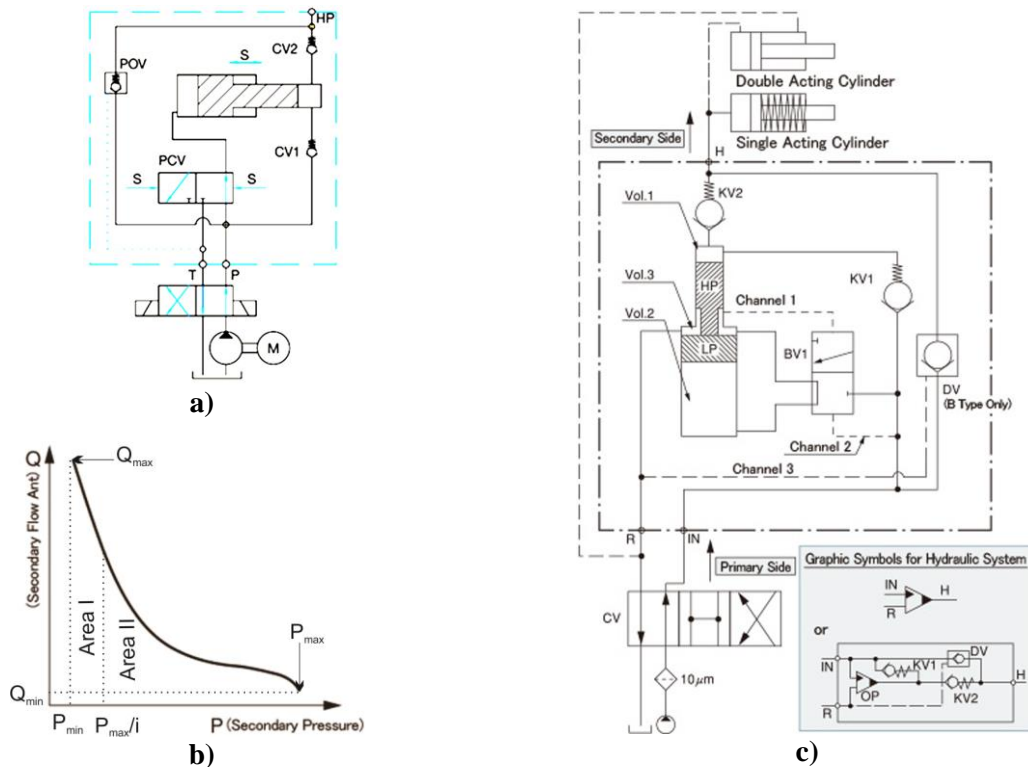 HP
CV2
S
POV
CV1
PCV
S
S
T
P
M
a)
Q
Qmax
(Secondary Flow Ant)
Area I
Area II
Pmax
Qmin
Pmin
Pmax/i
P (Secondary Pressure)
b)
Double Acting Cylinder
Secondary Side
Single Acting Cylinder
H
KV2
Vol.1
KV1
Vol.3
HP
Channel 1
Vol.2
LP
BV1
DV
(B Type Only)
Channel 2
Channel 3
R
IN
Primary Side
CV
10μm
Graphic Symbols for Hydraulic System
IN
H
R
or
DV
IN
KV1
H
OP
KV2
R
c)